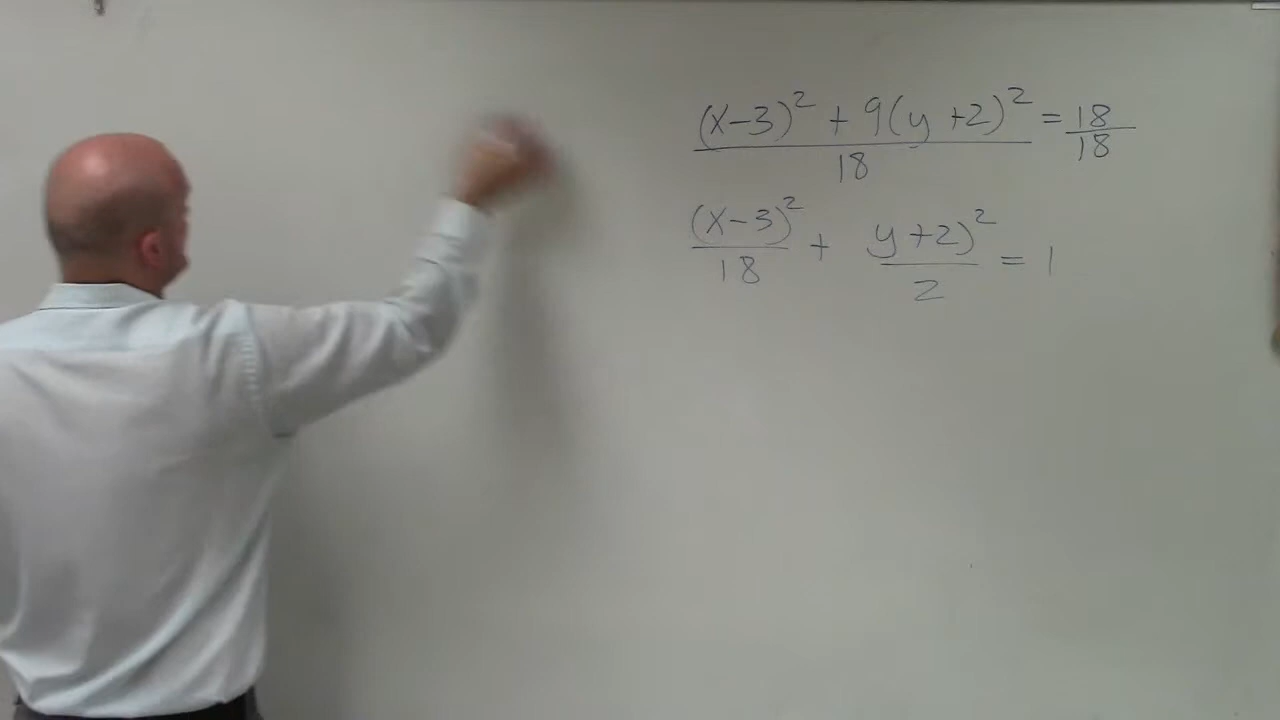 (x-3)² + 9(y+2)² = 18
18 18
(x-3)² + y+2)² = 1
18 2